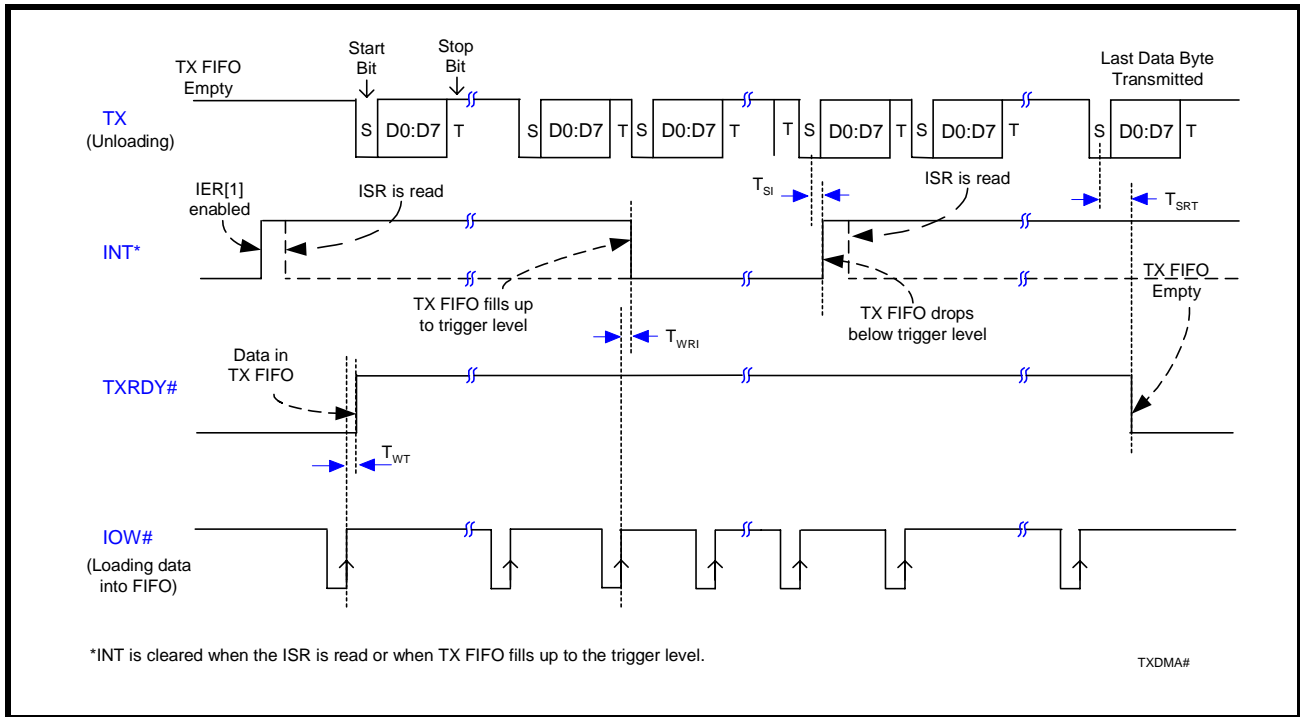 Start
Bit
Stop
Bit
TX FIFO
Empty
Last Data Byte
Transmitted
TX
(Unloading)
S D0:D7 T S D0:D7 T S D0:D7 T T S D0:D7 T S D0:D7 T S D0:D7 T
IER[1]
enabled
ISR is read
TSI
ISR is read
TSRT
INT*
TX FIFO fills up
to trigger level
TX FIFO drops
below trigger level
TX FIFO
Empty
TWRI
Data in
TX FIFO
TXRDY#
TWT
IOW#
(Loading data
into FIFO)
*INT is cleared when the ISR is read or when TX FIFO fills up to the trigger level.
TXDMA#